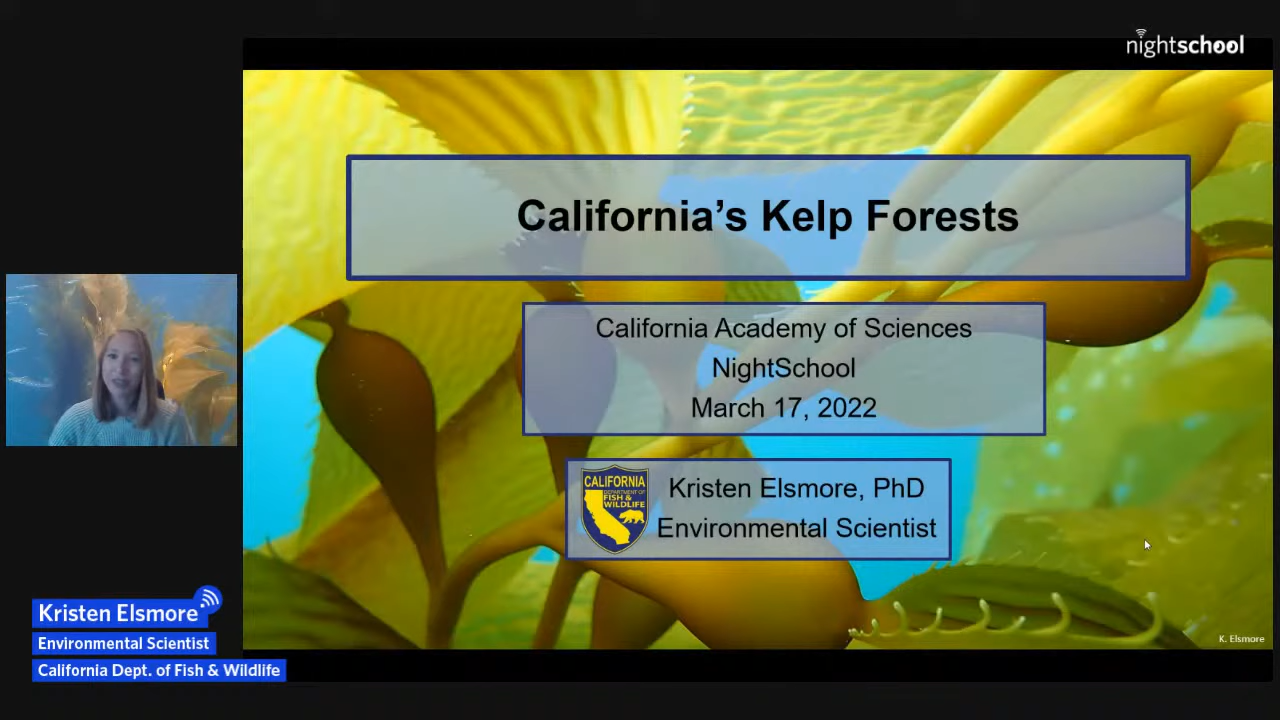 nightschool
California’s Kelp Forests
California Academy of Sciences
NightSchool
March 17, 2022
CALIFORNIA
DEPARTMENT OF
FISH &
WILDLIFE
Kristen Elsmore, PhD
Environmental Scientist
K. Elsmore
Kristen Elsmore
Environmental Scientist
California Dept. of Fish & Wildlife